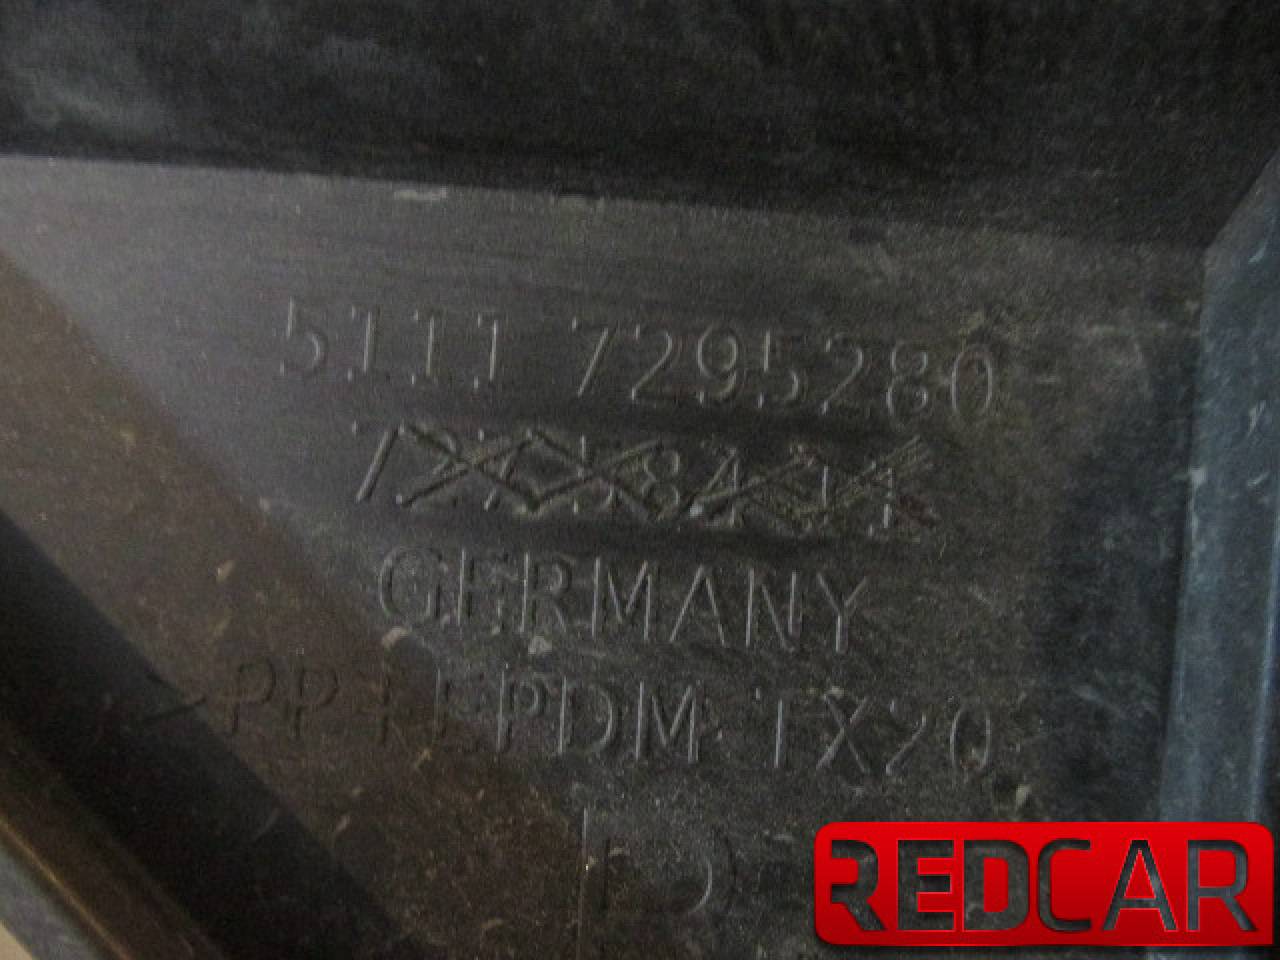 5111 7295280
GERMANY
>PP+EPDM TX20
REDCAR